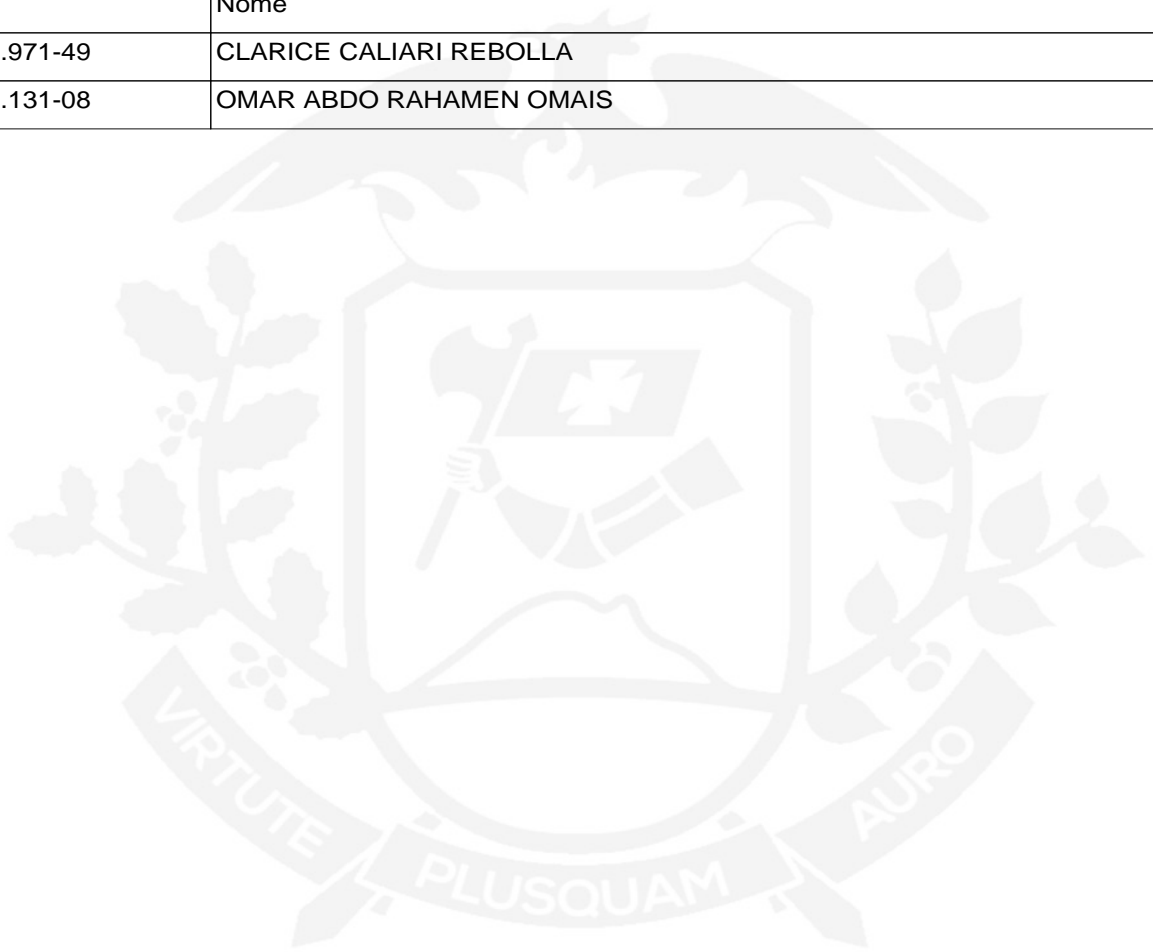 Nome
.971-49 CLARICE CALIARI REBOLLA
.131-08 OMAR ABDO RAHAMEN OMAIS
VIRTUTE PLUSQUAM AURO